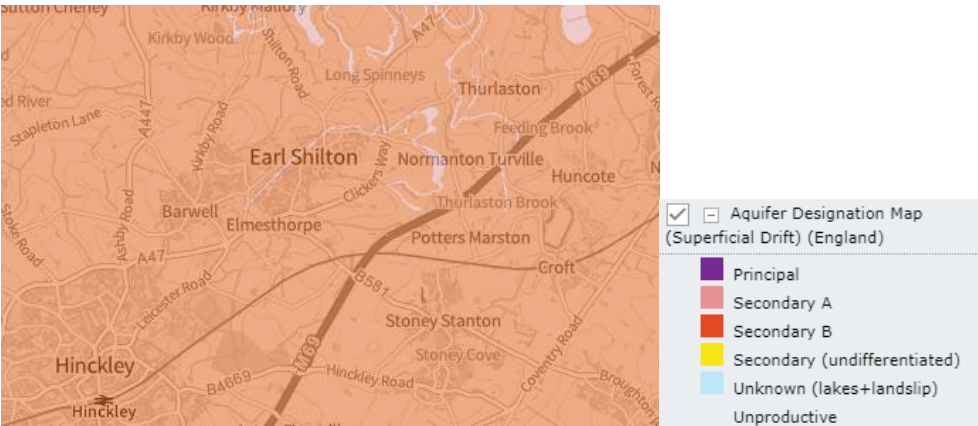 Sutton Cheney
Kirkby Mallory
A47
Kirkby Wood
Shilton Road
Long Spinneys
M69
Thurlaston
Forest R
ed River
Stapleton Lane
A447
Kirkby Road
Feeding Brook
Earl Shilton
Normanton Turville
Clickers Way
Huncote
N
Thurlaston Brook
Barwell
Elmesthorpe
Stoke Road
Ashby Road
Potters Marston
A47
Croft
Leicester Road
B581
Stoney Stanton
Coventry Road
Stoney Cove
M69
Hinckley
Hinckley Road
B4669
Broughton
Hinckley
Aquifer Designation Map
(Superficial Drift) (England)
Principal
Secondary A
Secondary B
Secondary (undifferentiated)
Unknown (lakes+landslip)
Unproductive